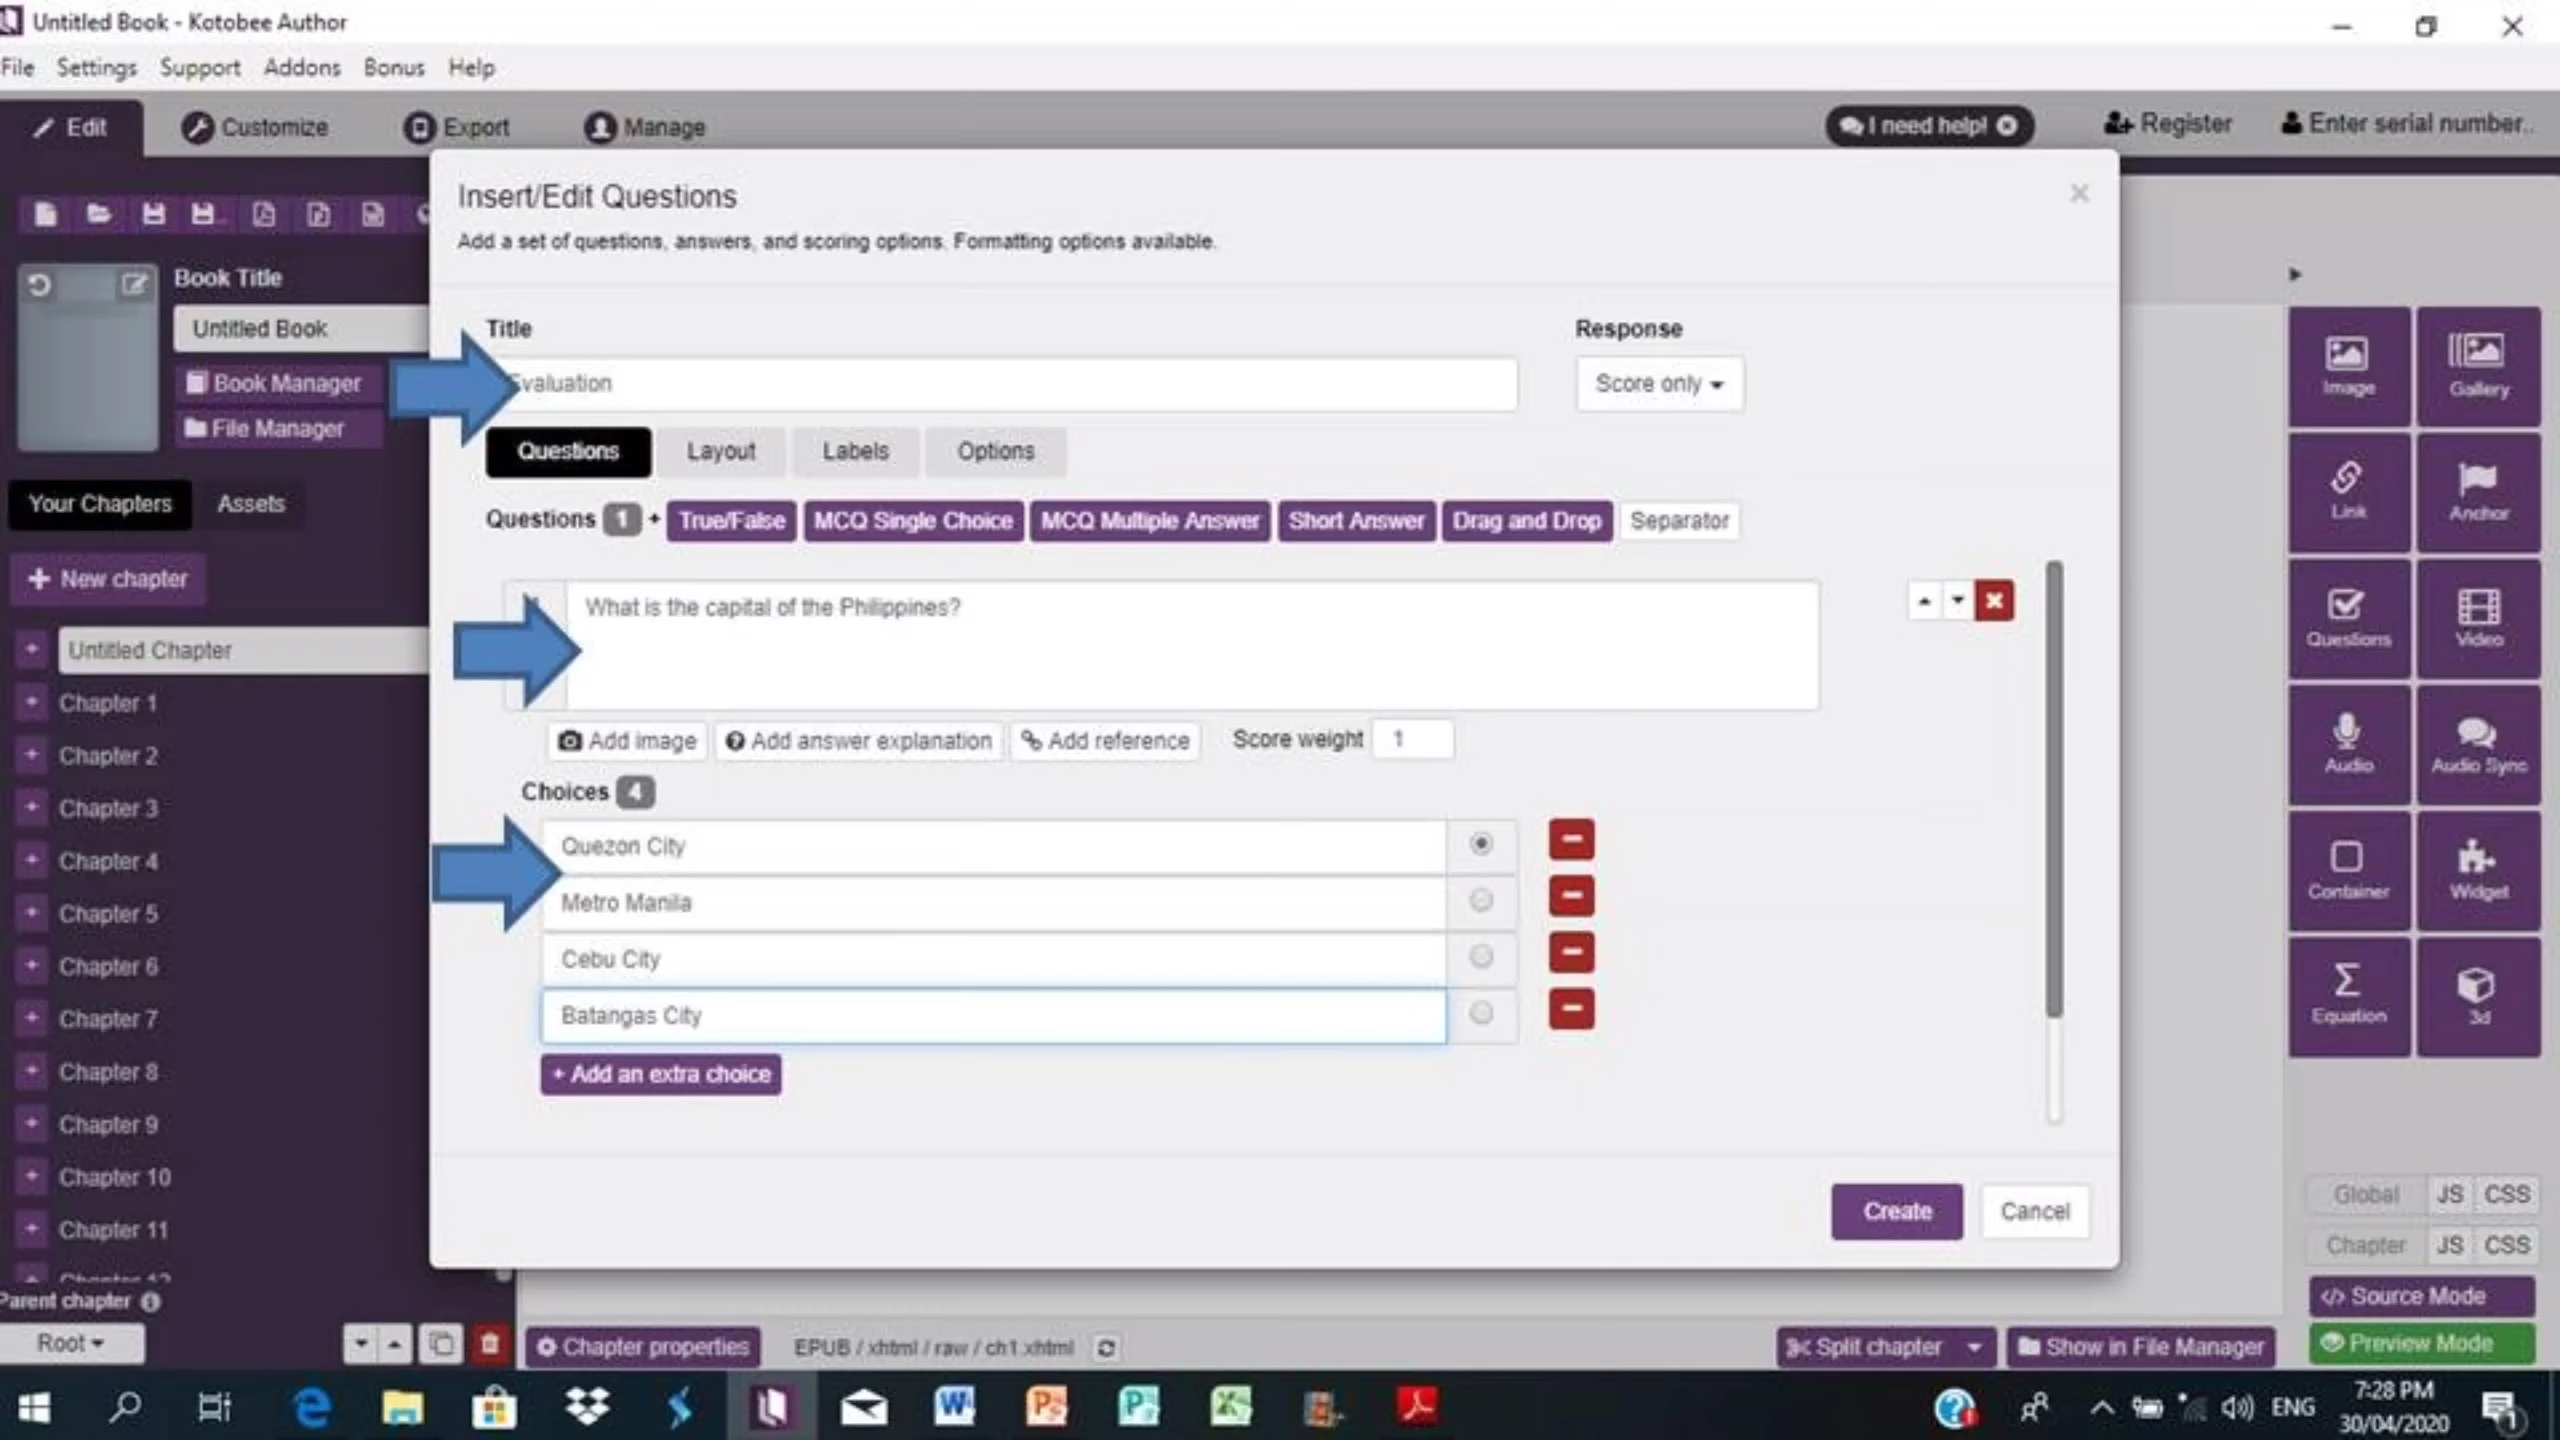 Untitled Book - Kotobee Author
File Settings Support Addons Bonus Help
Edit Customize Export Manage I need help! Register Enter serial number..
Insert/Edit Questions
Add a set of questions, answers, and scoring options. Formatting options available.
Book Title
Untitled Book
Book Manager
File Manager
Your Chapters Assets
+ New chapter
Untitled Chapter
Chapter 1
Chapter 2
Chapter 3
Chapter 4
Chapter 5
Chapter 6
Chapter 7
Chapter 8
Chapter 9
Chapter 10
Chapter 11
Chapter 12
Parent chapter
Root
Title Response
Evaluation Score only
Questions Layout Labels Options
Questions 1 + True/False MCQ Single Choice MCQ Multiple Answer Short Answer Drag and Drop Separator
What is the capital of the Philippines?
Add image Add answer explanation Add reference Score weight 1
Choices 4
Quezon City
Metro Manila
Cebu City
Batangas City
+ Add an extra choice
Create Cancel
Image Gallery
Link Anchor
Questions Video
Audio Audio Sync
Container Widget
Equation 3d
Global JS CSS
Chapter JS CSS
</> Source Mode
Preview Mode
Chapter properties EPUB / xhtml / raw / ch1.xhtml Split chapter Show in File Manager
ENG 7:28 PM
30/04/2020